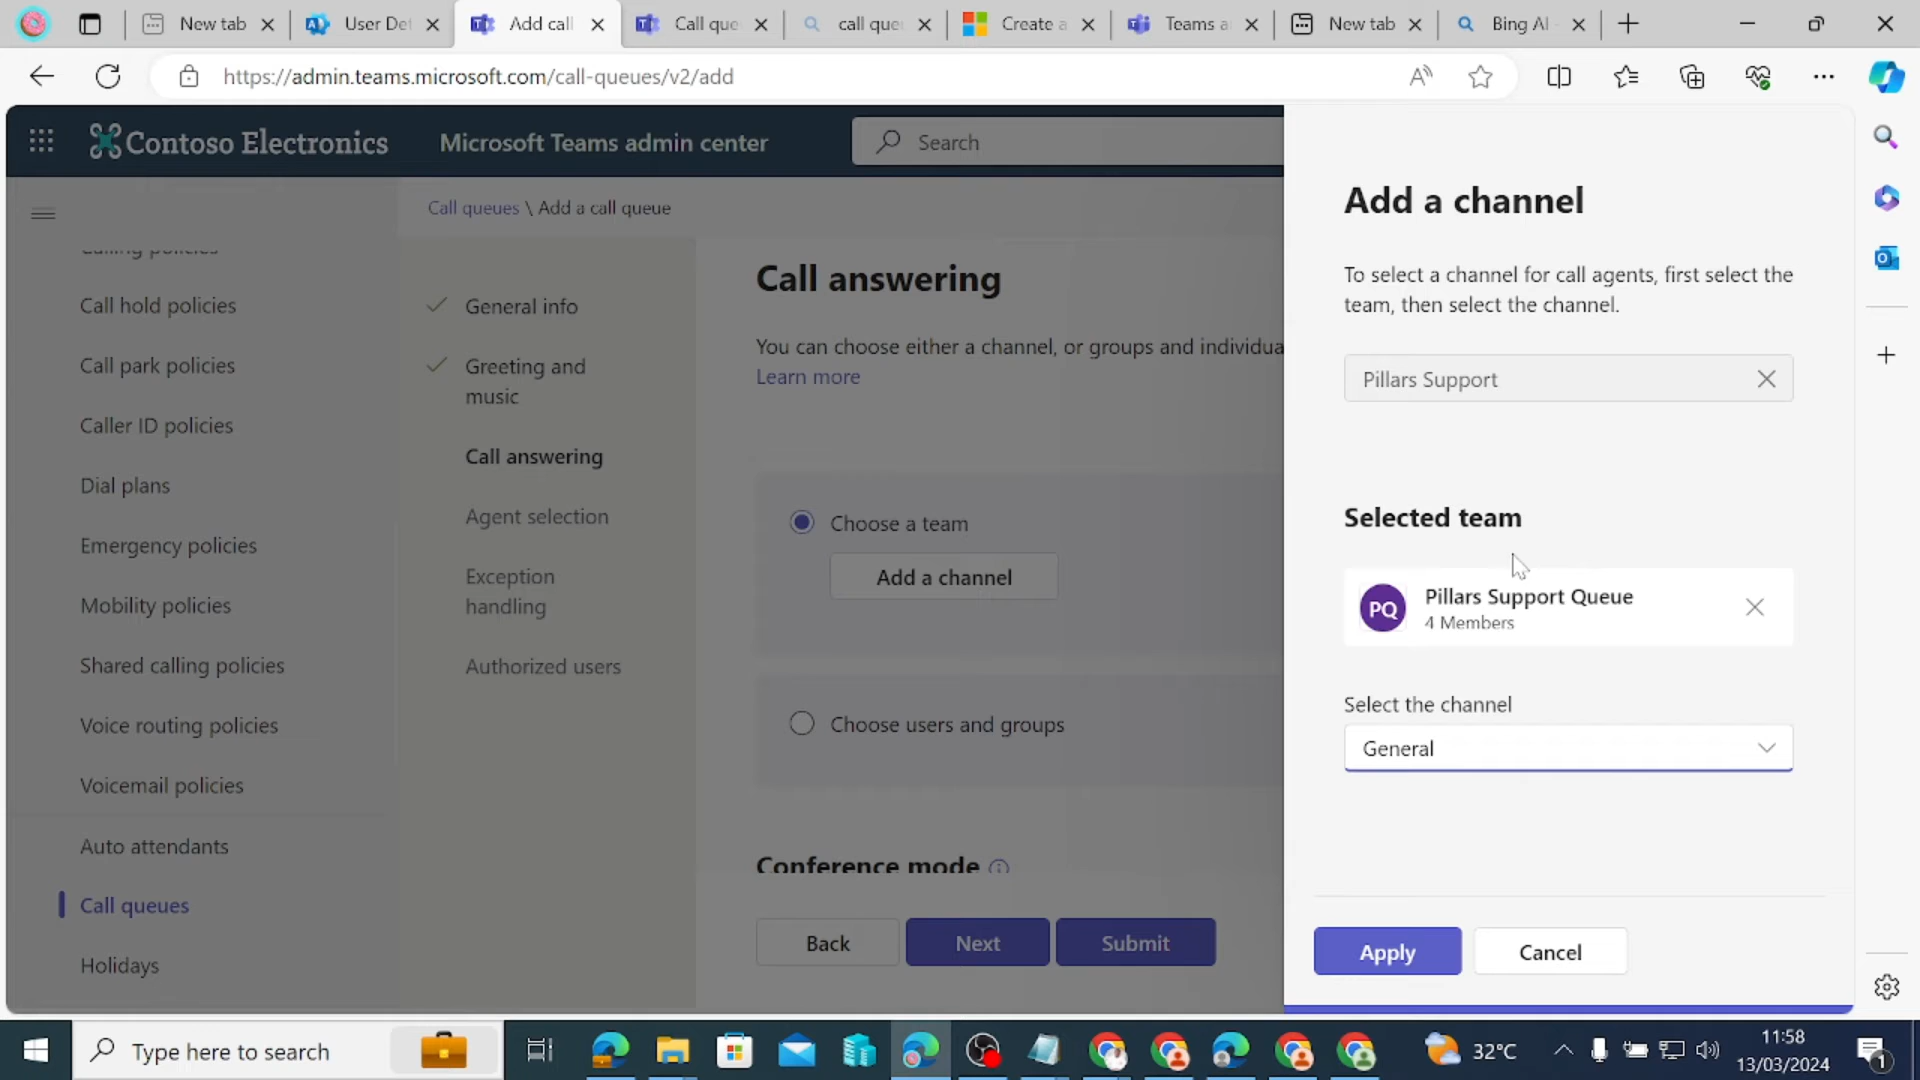 New tab
User Det
Add call
Call que
call que
Create a
Teams a
New tab
Bing AI -
https://admin.teams.microsoft.com/call-queues/v2/add
Contoso Electronics
Microsoft Teams admin center
Search
Calling policies
Call hold policies
Call park policies
Caller ID policies
Dial plans
Emergency policies
Mobility policies
Shared calling policies
Voice routing policies
Voicemail policies
Auto attendants
Call queues
Holidays
Call queues \ Add a call queue
General info
Greeting and
music
Call answering
Agent selection
Exception
handling
Authorized users
Call answering
You can choose either a channel, or groups and individua
Learn more
Choose a team
Add a channel
Choose users and groups
Conference mode
Back
Next
Submit
Add a channel
To select a channel for call agents, first select the
team, then select the channel.
Pillars Support
Selected team
PQ
Pillars Support Queue
4 Members
Select the channel
General
Apply
Cancel
Type here to search
32°C
11:58
13/03/2024
1